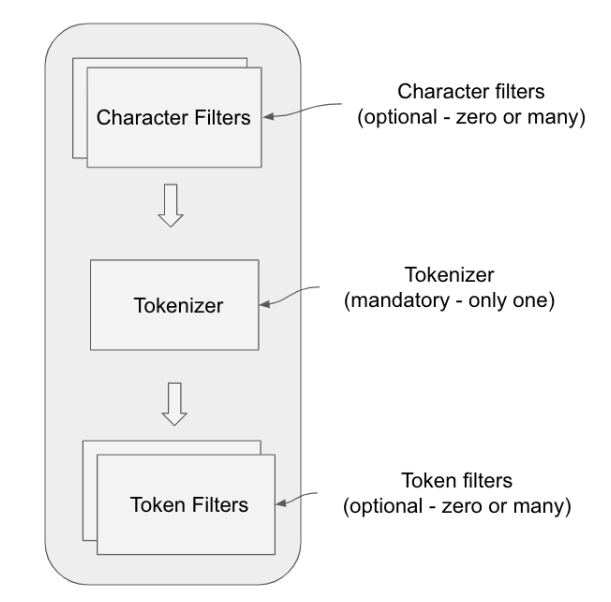 Character Filters
Character filters
(optional - zero or many)
Tokenizer
Tokenizer
(mandatory - only one)
Token Filters
Token filters
(optional - zero or many)